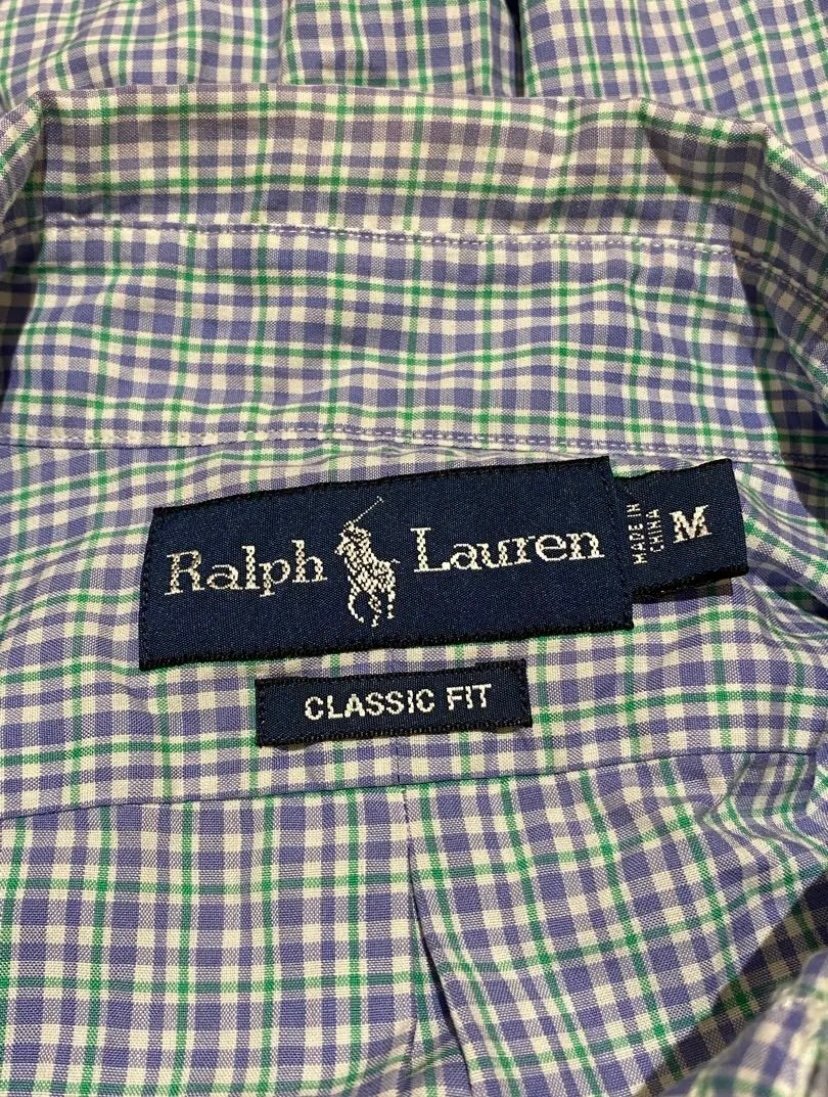 Ralph Lauren
MADE IN
CHINA
M
CLASSIC FIT